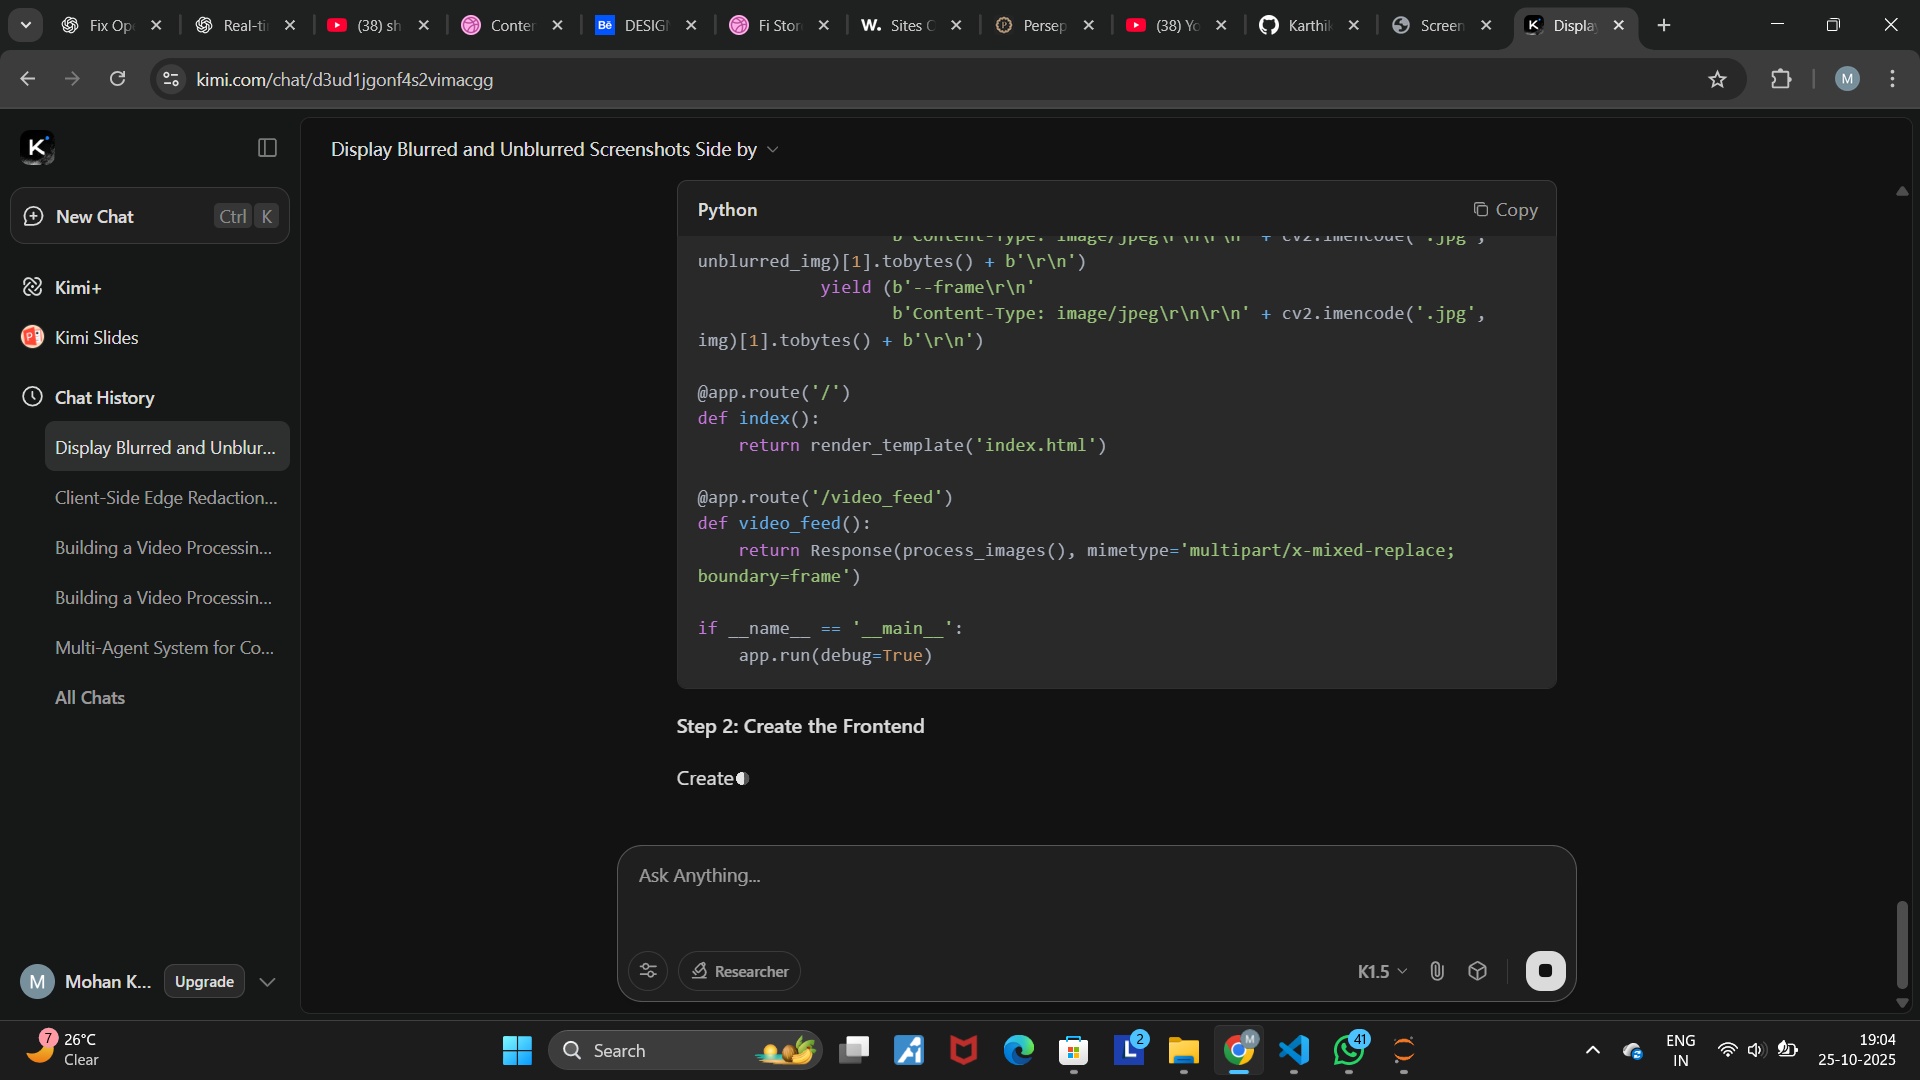 Fix Op
Real-ti
(38) sh
Conter
Bē
DESIG
Fi Stor
W.
Sites
Persep
(38) Yo
Karthik
Screen
Displa
kimi.com/chat/d3ud1jgonf4s2vimacgg
M
K
Display Blurred and Unblurred Screenshots Side by
New Chat
Ctrl K
Kimi+
Kimi Slides
Chat History
Display Blurred and Unblur...
Client-Side Edge Redaction...
Building a Video Processin...
Building a Video Processin...
Multi-Agent System for Co...
All Chats
M
Mohan K...
Upgrade
Python
Copy
b'Content-Type: image/jpeg\r\n\r\n' + cv2.imencode('.jpg',
unblurred_img)[1].tobytes() + b'\r\n')
yield (b'--frame\r\n'
b'Content-Type: image/jpeg\r\n\r\n' + cv2.imencode('.jpg',
img)[1].tobytes() + b'\r\n')
@app.route('/')
def index():
return render_template('index.html')
@app.route('/video_feed')
def video_feed():
return Response(process_images(), mimetype='multipart/x-mixed-replace;
boundary=frame')
if __name__ == '__main__':
app.run(debug=True)
Step 2: Create the Frontend
Create
Ask Anything...
Researcher
K1.5
7
26°C
Clear
Search
L
2
M
41
ENG
IN
19:04
25-10-2025